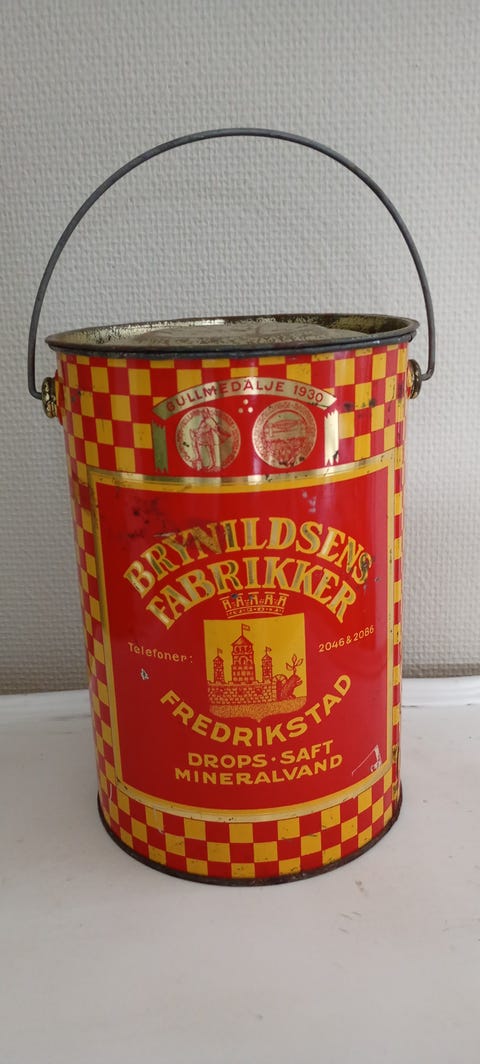 GULLMEDALJE 1930
BRYNILDSENS
FABRIKKER
Telefoner: 2046 & 2086
FREDRIKSTAD
DROPS · SAFT
MINERALVAND